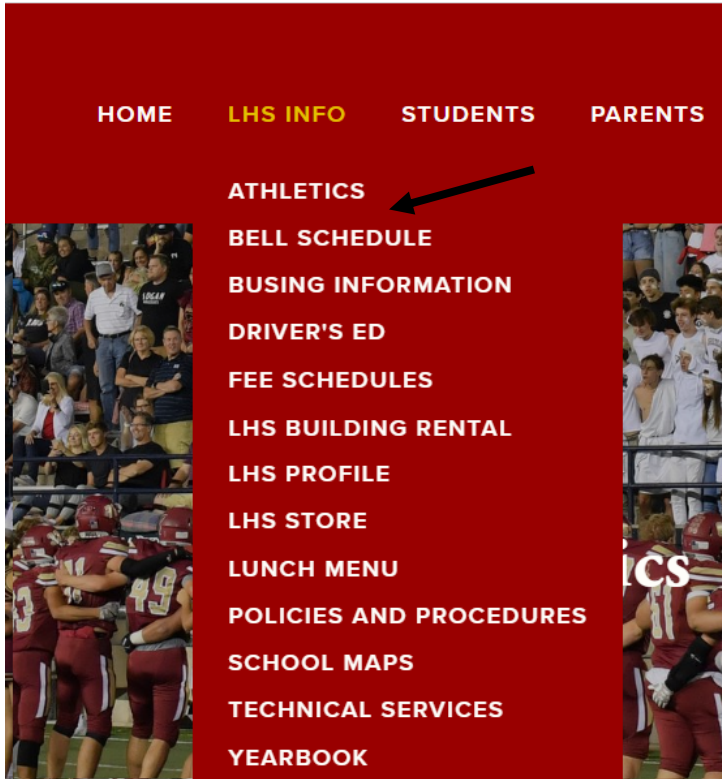 HOME LHS INFO STUDENTS PARENTS
ATHLETICS
BELL SCHEDULE
BUSING INFORMATION
DRIVER'S ED
FEE SCHEDULES
LHS BUILDING RENTAL
LHS PROFILE
LHS STORE
LUNCH MENU
ics
POLICIES AND PROCEDURES
SCHOOL MAPS
TECHNICAL SERVICES
YEARBOOK